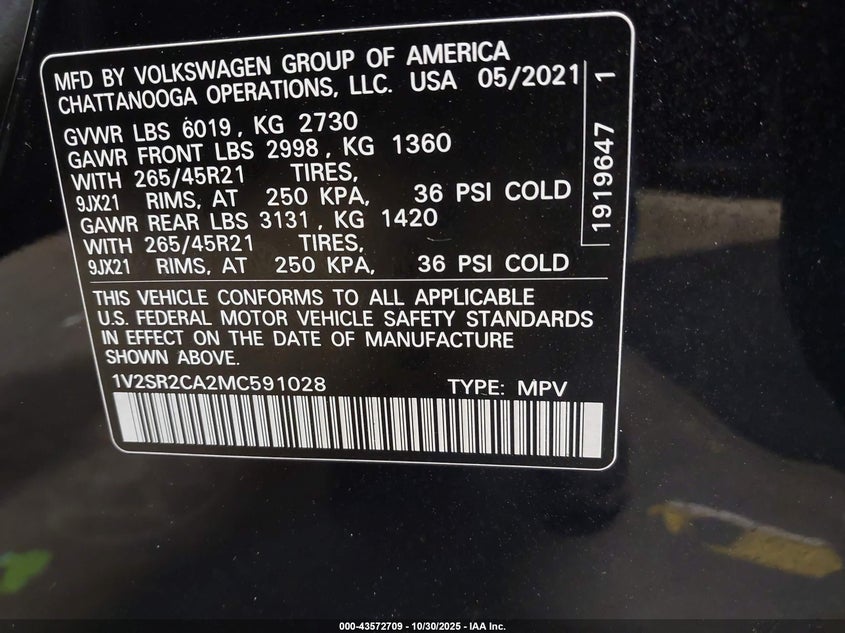 MFD BY VOLKSWAGEN GROUP OF AMERICA
CHATTANOOGA OPERATIONS, LLC. USA 05/2021
GVWR LBS 6019, KG 2730
GAWR FRONT LBS 2998, KG 1360
WITH 265/45R21 TIRES,
9JX21 RIMS, AT 250 KPA, 36 PSI COLD
GAWR REAR LBS 3131, KG 1420
WITH 265/45R21 TIRES,
9JX21 RIMS, AT 250 KPA, 36 PSI COLD
1919647 1
THIS VEHICLE CONFORMS TO ALL APPLICABLE
U.S. FEDERAL MOTOR VEHICLE SAFETY STANDARDS
IN EFFECT ON THE DATE OF MANUFACTURE
SHOWN ABOVE.
1V2SR2CA2MC591028 TYPE: MPV
000-43572709 - 10/30/2025 - IAA Inc.